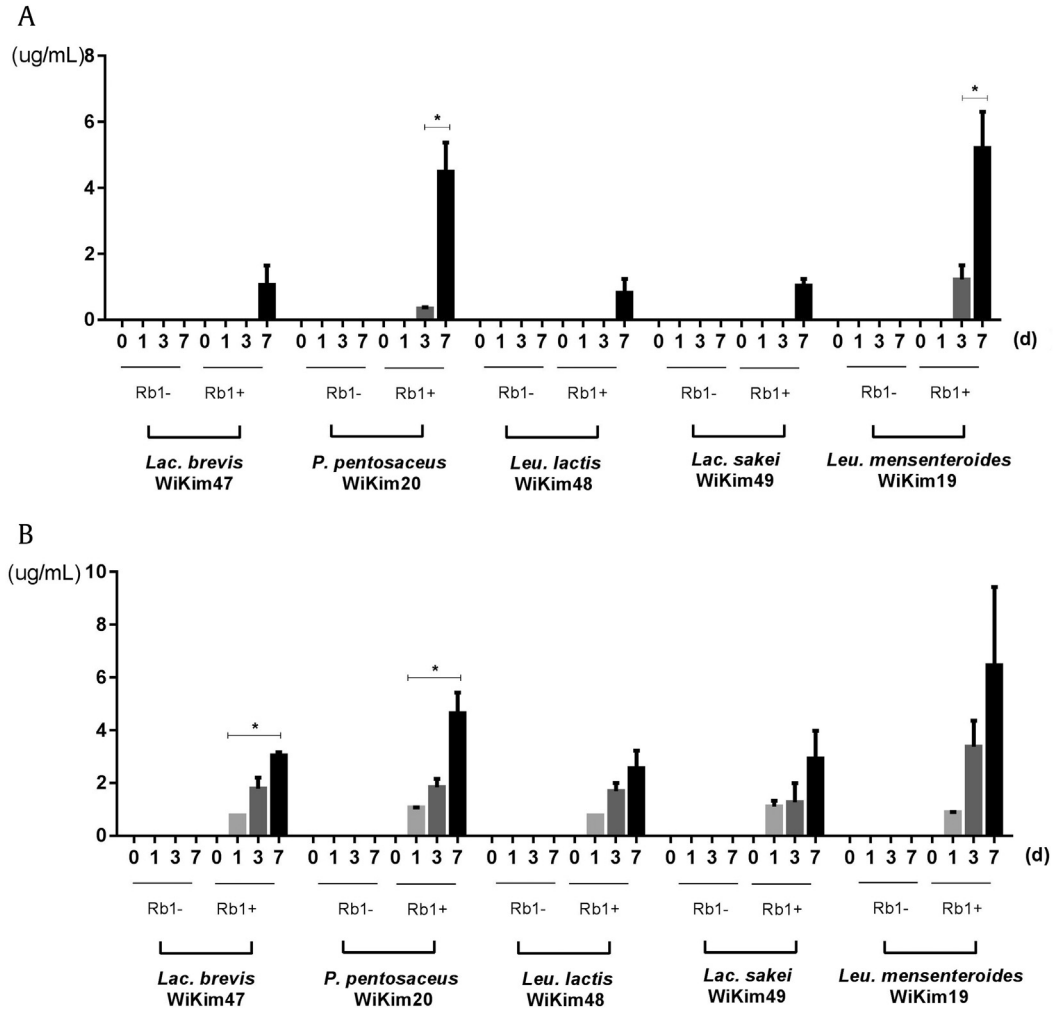 A
(ug/mL)
8
6
4
2
0
*
*
0 1 3 7 0 1 3 7 0 1 3 7 0 1 3 7 0 1 3 7 0 1 3 7 0 1 3 7 0 1 3 7 0 1 3 7 0 1 3 7 (d)
Rb1- Rb1+ Rb1- Rb1+ Rb1- Rb1+ Rb1- Rb1+ Rb1- Rb1+
Lac. brevis P. pentosaceus Leu. lactis Lac. sakei Leu. mensenteroides
WiKim47 WiKim20 WiKim48 WiKim49 WiKim19
B
(ug/mL)
10
8
6
4
2
0
*
*
0 1 3 7 0 1 3 7 0 1 3 7 0 1 3 7 0 1 3 7 0 1 3 7 0 1 3 7 0 1 3 7 0 1 3 7 0 1 3 7 (d)
Rb1- Rb1+ Rb1- Rb1+ Rb1- Rb1+ Rb1- Rb1+ Rb1- Rb1+
Lac. brevis P. pentosaceus Leu. lactis Lac. sakei Leu. mensenteroides
WiKim47 WiKim20 WiKim48 WiKim49 WiKim19